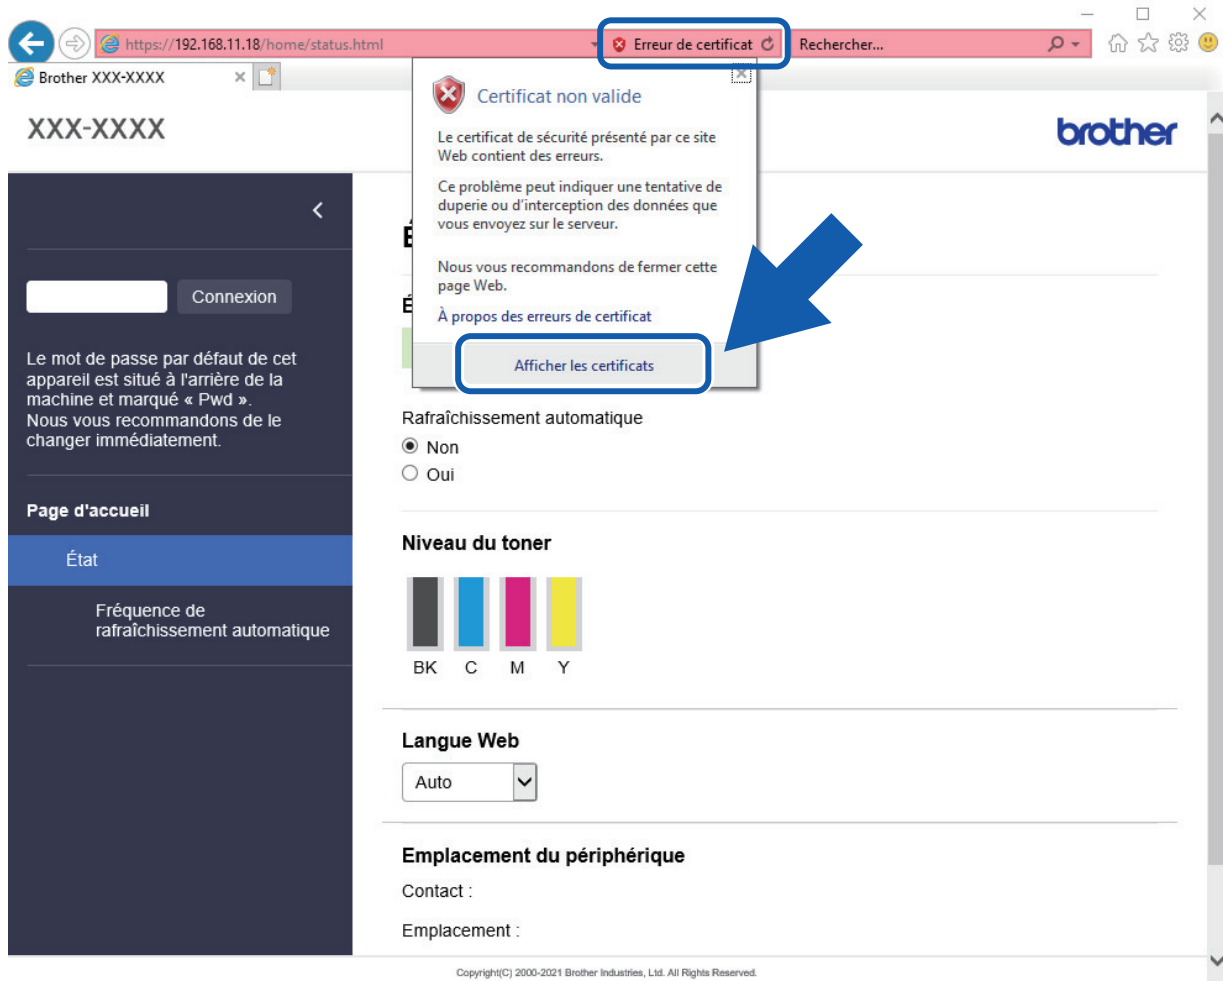 https://192.168.11.18/home/status.html
Erreur de certificat
Rechercher...
Brother XXX-XXXX
XXX-XXXX
brother
Certificat non valide
Le certificat de sécurité présenté par ce site
Web contient des erreurs.
Ce problème peut indiquer une tentative de
duperie ou d'interception des données que
vous envoyez sur le serveur.
Nous vous recommandons de fermer cette
page Web.
À propos des erreurs de certificat
Afficher les certificats
Connexion
Le mot de passe par défaut de cet
appareil est situé à l'arrière de la
machine et marqué « Pwd ».
Nous vous recommandons de le
changer immédiatement.
Page d'accueil
État
Fréquence de
rafraîchissement automatique
Rafraîchissement automatique
Non
Oui
Niveau du toner
BK C M Y
Langue Web
Auto
Emplacement du périphérique
Contact :
Emplacement :
Copyright(C) 2000-2021 Brother Industries, Ltd. All Rights Reserved.